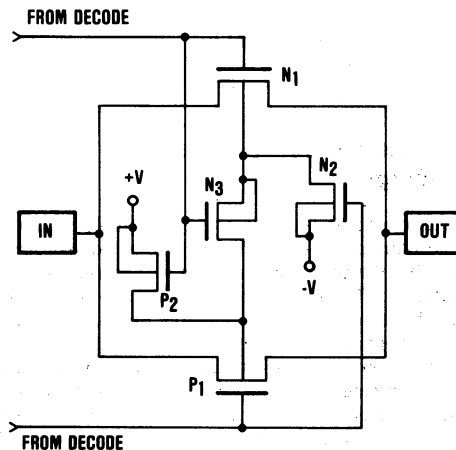 FROM DECODE
N1
+V
N3
N2
IN
OUT
P2
-V
P1
FROM DECODE